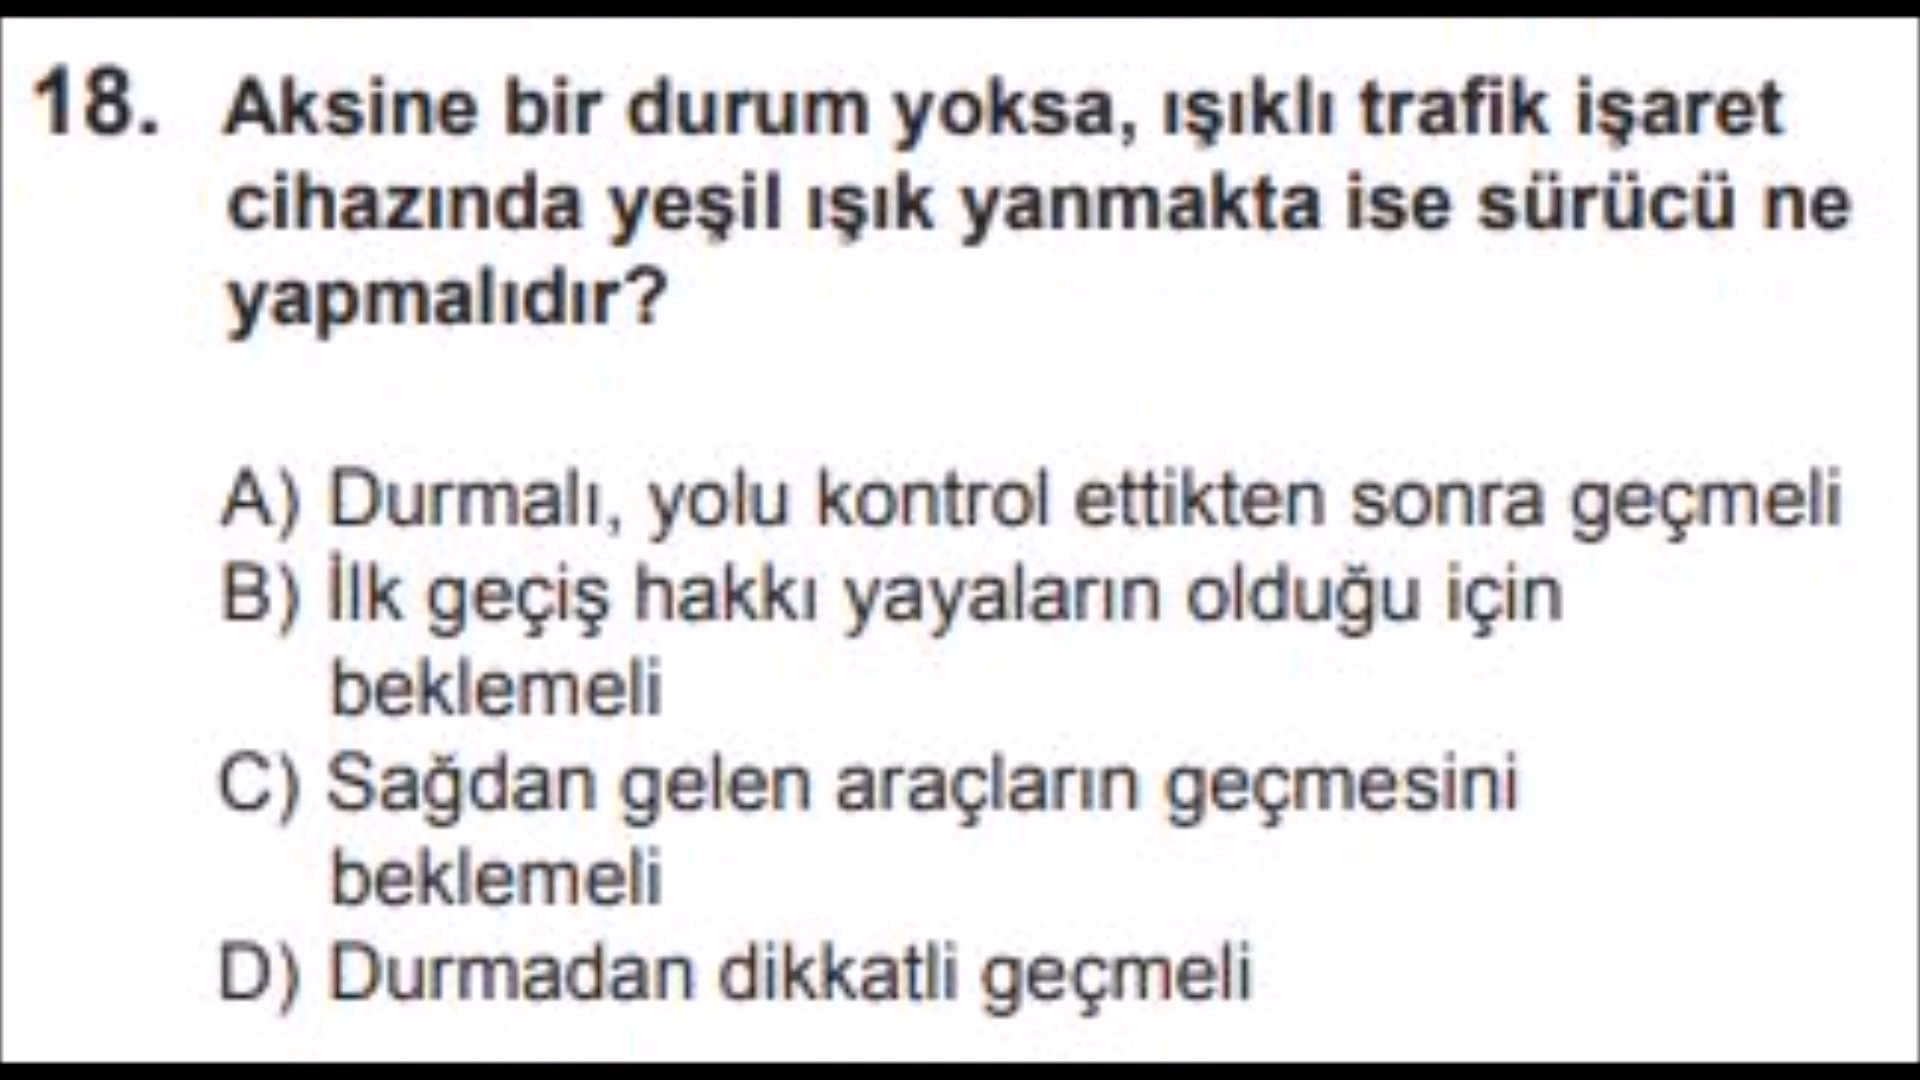 18. Aksine bir durum yoksa, ışıklı trafik işaret
cihazında yeşil ışık yanmakta ise sürücü ne
yapmalıdır?
A) Durmalı, yolu kontrol ettikten sonra geçmeli
B) İlk geçiş hakkı yayaların olduğu için
beklemeli
C) Sağdan gelen araçların geçmesini
beklemeli
D) Durmadan dikkatli geçmeli